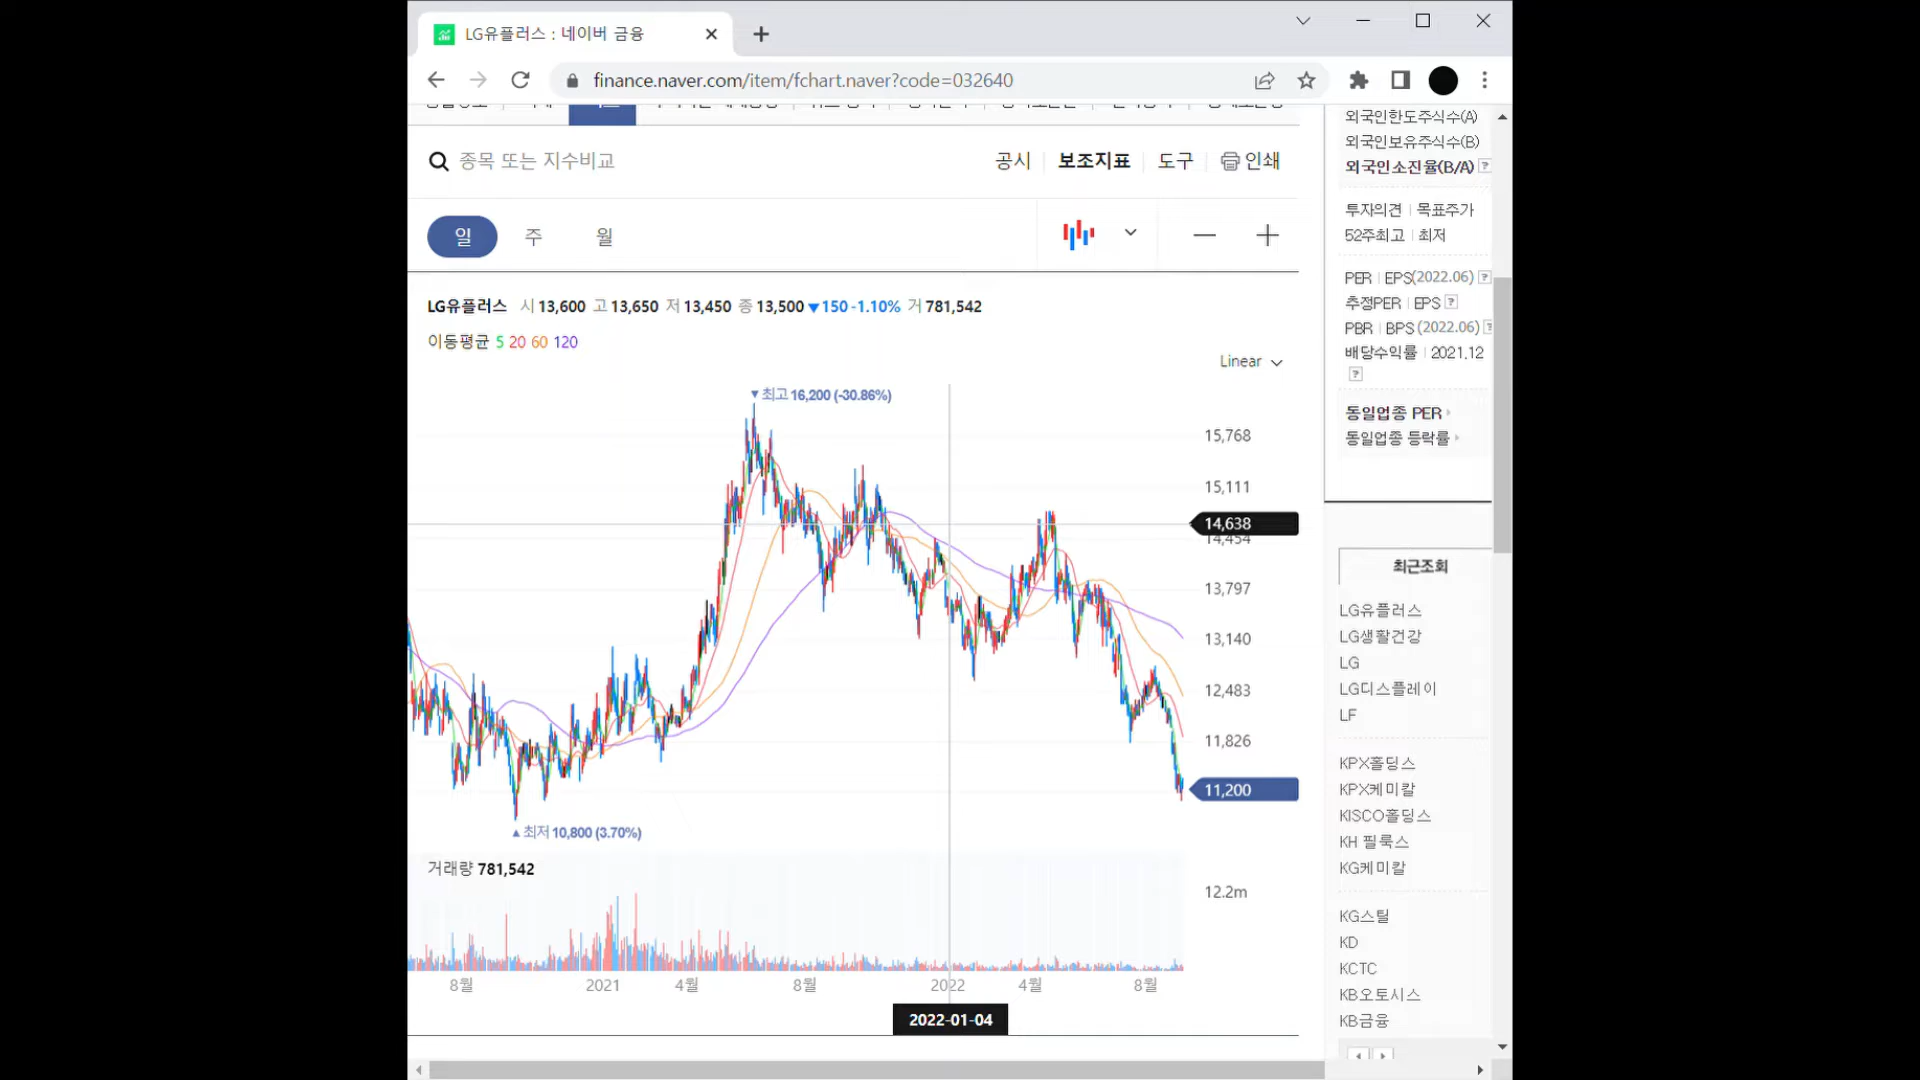 LG유플러스 : 네이버 금융
finance.naver.com/item/fchart.naver?code=032640
종목 또는 지수비교
공시 보조지표 도구 인쇄
일 주 월
LG유플러스 시 13,600 고 13,650 저 13,450 종 13,500 ▼150 -1.10% 거 781,542
이동평균 5 20 60 120
Linear
▼최고 16,200 (-30.86%)
15,768
15,111
14,638
14,454
13,797
13,140
12,483
11,826
11,200
▲최저 10,800 (3.70%)
거래량 781,542
12.2m
8월 2021 4월 8월 2022 4월 8월
2022-01-04
외국인한도주식수(A)
외국인보유주식수(B)
외국인소진율(B/A) ?
투자의견 | 목표주가
52주최고 | 최저
PER | EPS(2022.06) ?
추정PER | EPS ?
PBR | BPS (2022.06) ?
배당수익률 | 2021.12
?
동일업종 PER
동일업종 등락률
최근조회
LG유플러스
LG생활건강
LG
LG디스플레이
LF
KPX홀딩스
KPX케미칼
KISCO홀딩스
KH 필룩스
KG케미칼
KG스틸
KD
KCTC
KB오토시스
KB금융